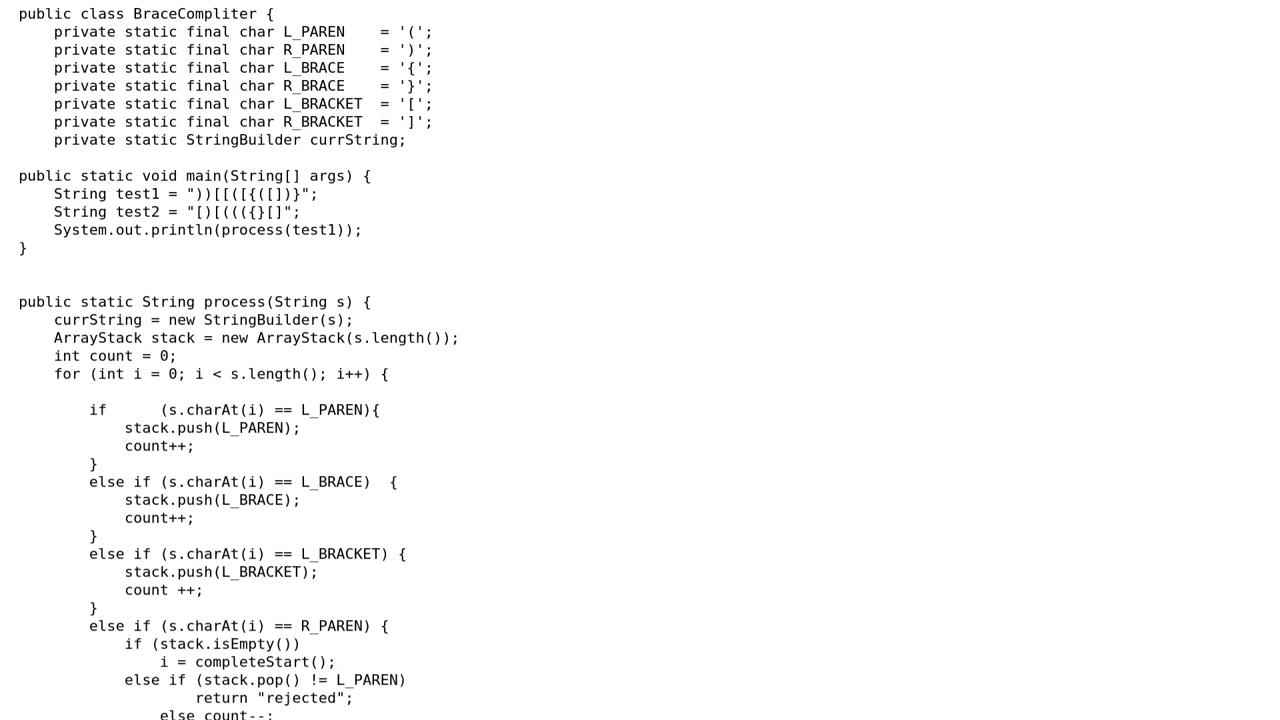 public class BraceCompliter {
    private static final char L_PAREN    = '(';
    private static final char R_PAREN    = ')';
    private static final char L_BRACE    = '{';
    private static final char R_BRACE    = '}';
    private static final char L_BRACKET  = '[';
    private static final char R_BRACKET  = ']';
    private static StringBuilder currString;
public static void main(String[] args) {
    String test1 = "))[[([{([])}";
    String test2 = "[)[((({}[]";
    System.out.println(process(test1));
}
public static String process(String s) {
    currString = new StringBuilder(s);
    ArrayStack stack = new ArrayStack(s.length());
    int count = 0;
    for (int i = 0; i < s.length(); i++) {
        if      (s.charAt(i) == L_PAREN){
            stack.push(L_PAREN);
            count++;
        }
        else if (s.charAt(i) == L_BRACE)  {
            stack.push(L_BRACE);
            count++;
        }
        else if (s.charAt(i) == L_BRACKET) {
            stack.push(L_BRACKET);
            count ++;
        }
        else if (s.charAt(i) == R_PAREN) {
            if (stack.isEmpty())
                i = completeStart();
            else if (stack.pop() != L_PAREN)
                    return "rejected";
                else count--;